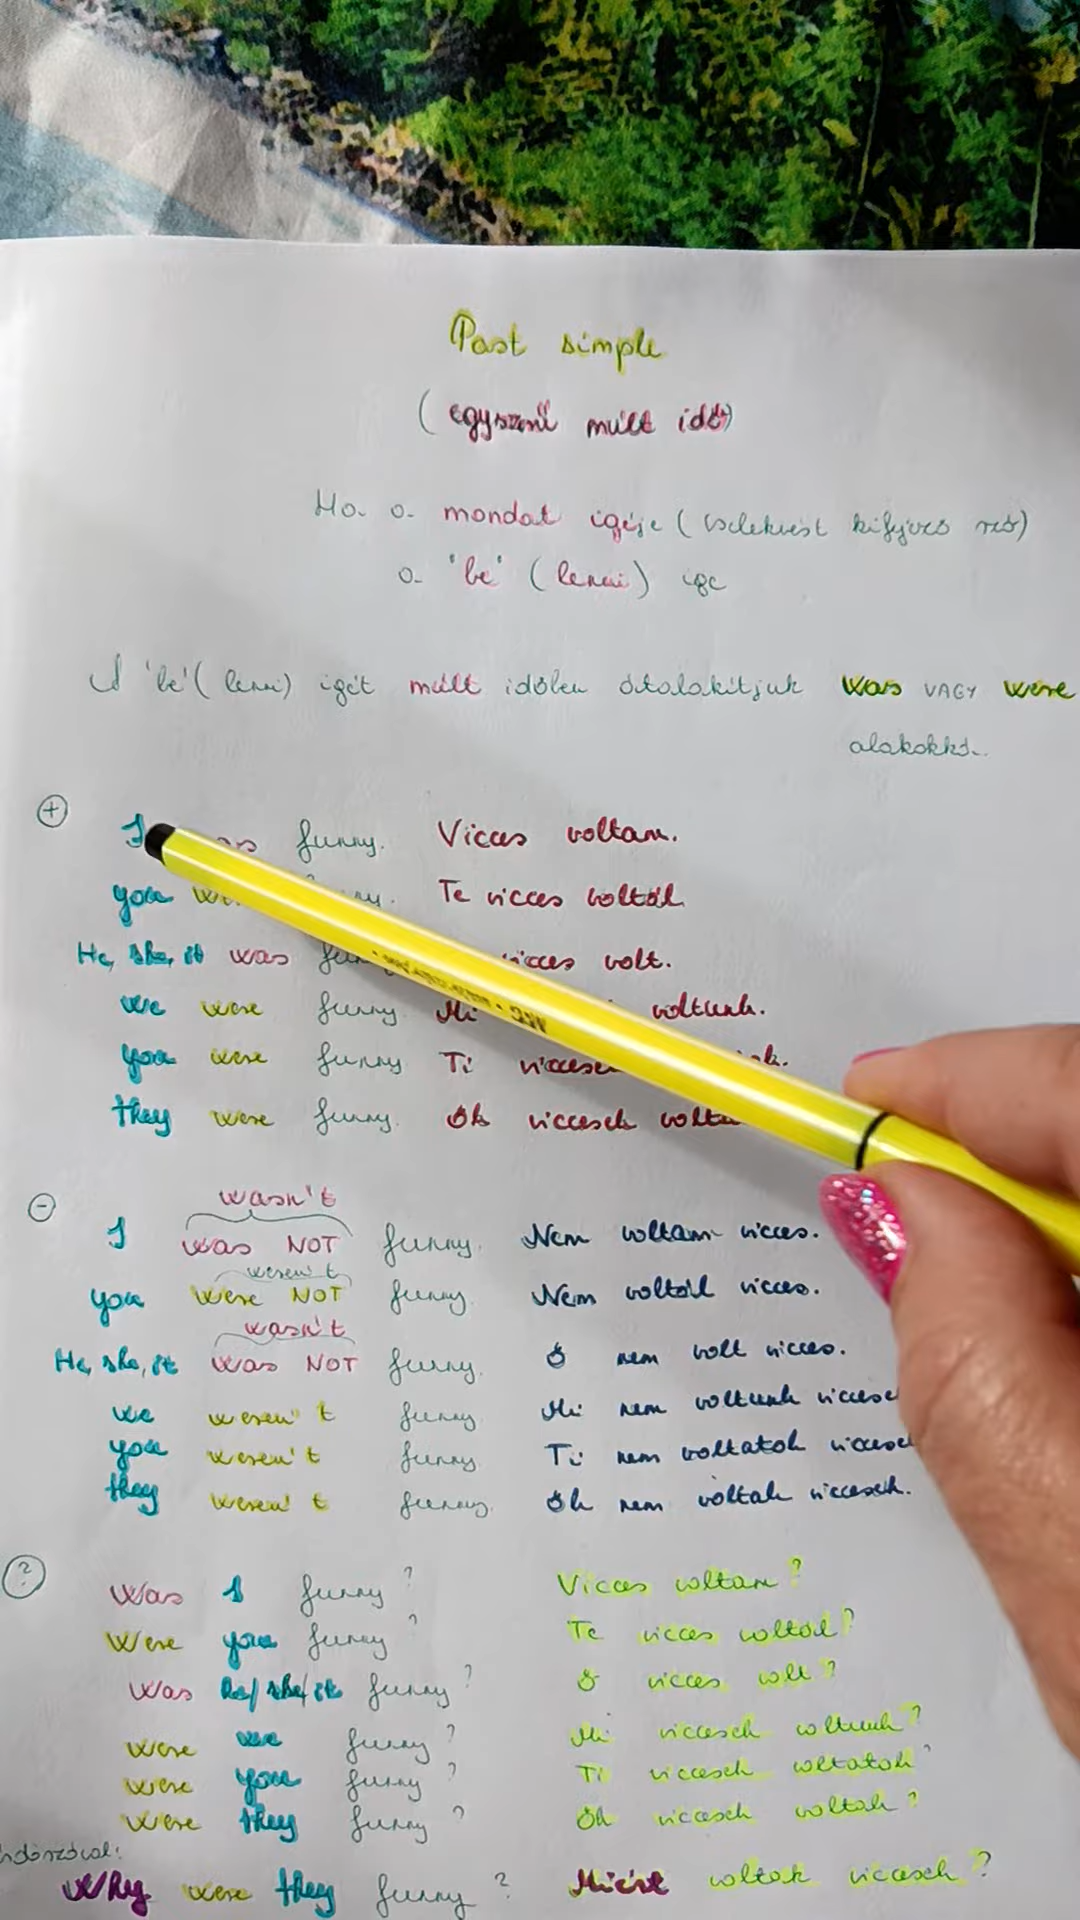 Past simple
(egyszerű múlt idő)
Ha a mondat igéje (cselekvést kifejező szó)
a 'be' (lenni) ige
A 'be' (lenni) igét múlt időben átalakítjuk was VAGY were
alakokká.
+
I funny. Vicces voltam.
you Te vicces voltál.
He, she, it was vicces volt.
we were funny. Mi voltunk.
you were funny. Ti
they were funny. Ők viccesek
-
wasn't
I was NOT funny. Nem voltam vicces.
weren't
you were NOT funny. Nem voltál vicces.
wasn't
He, she, it was NOT funny. Ő nem volt vicces.
we weren't funny Mi nem voltunk
you weren't funny Ti nem voltatok
they weren't funny. Ők nem voltak viccesek.
?
Was I funny? Vicces voltam?
Were you funny? Te vicces voltál?
Was he/she/it funny? Ő vicces volt?
were we funny? Mi viccesek voltunk?
were you funny? Ti viccesek voltatok?
were they funny? Ők viccesek voltak?
Why were they funny? Miért voltak viccesek?